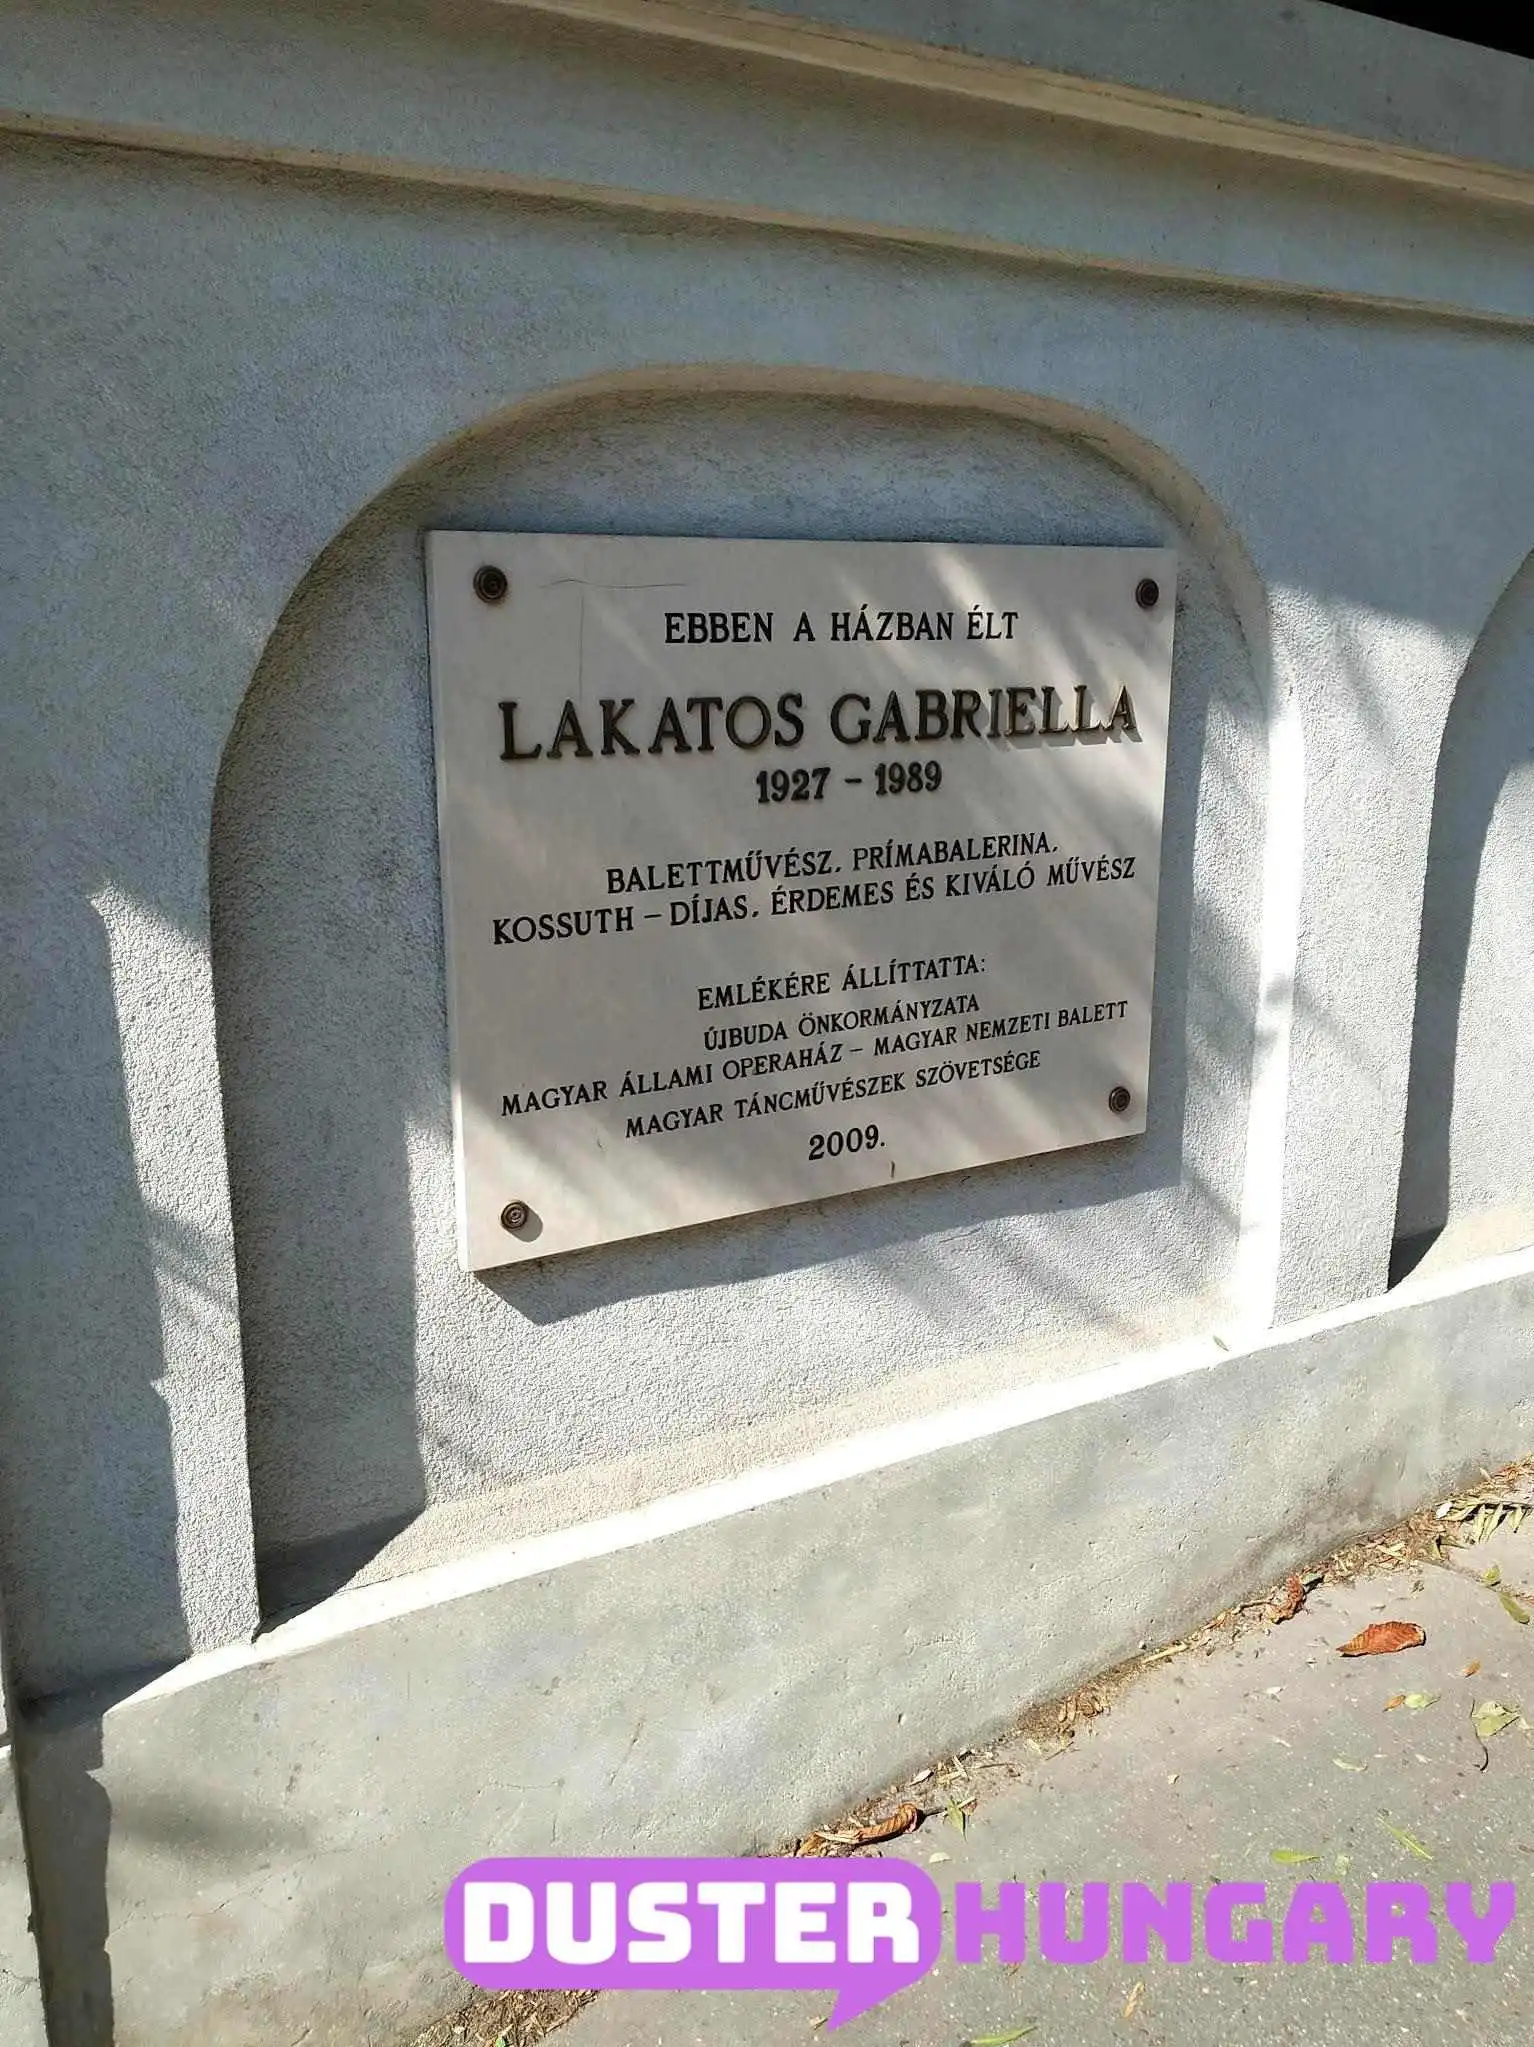 EBBEN A HÁZBAN ÉLT
LAKATOS GABRIELLA
1927 - 1989
BALETTMŰVÉSZ, PRÍMABALERINA,
KOSSUTH - DÍJAS, ÉRDEMES ÉS KIVÁLÓ MŰVÉSZ
EMLÉKÉRE ÁLLÍTTATTA:
ÚJBUDA ÖNKORMÁNYZATA
MAGYAR ÁLLAMI OPERAHÁZ - MAGYAR NEMZETI BALETT
MAGYAR TÁNCMŰVÉSZEK SZÖVETSÉGE
2009.
DUSTER HUNGARY